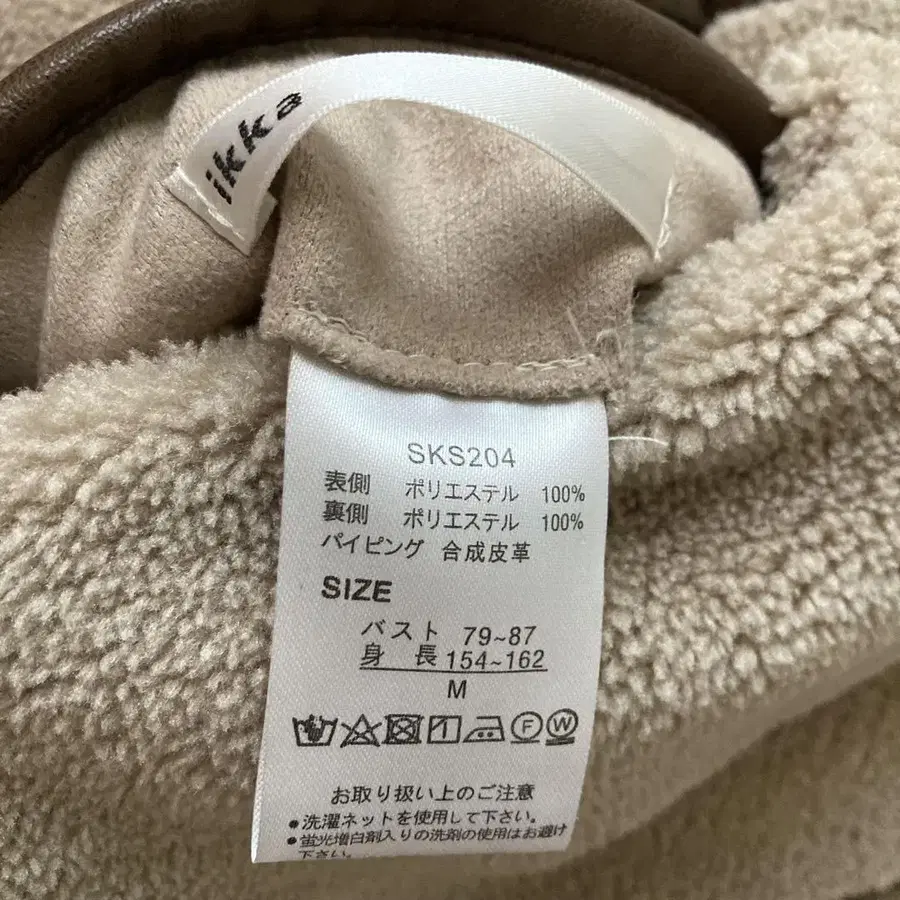 ikka
SKS204
表側 ポリエステル 100%
裏側 ポリエステル 100%
パイピング 合成皮革
SIZE
バスト 79~87
身長 154~162
M
F W
お取り扱い上のご注意
●洗濯ネットを使用して下さい。
●蛍光増白剤入りの洗剤の使用はお避け
下さい。